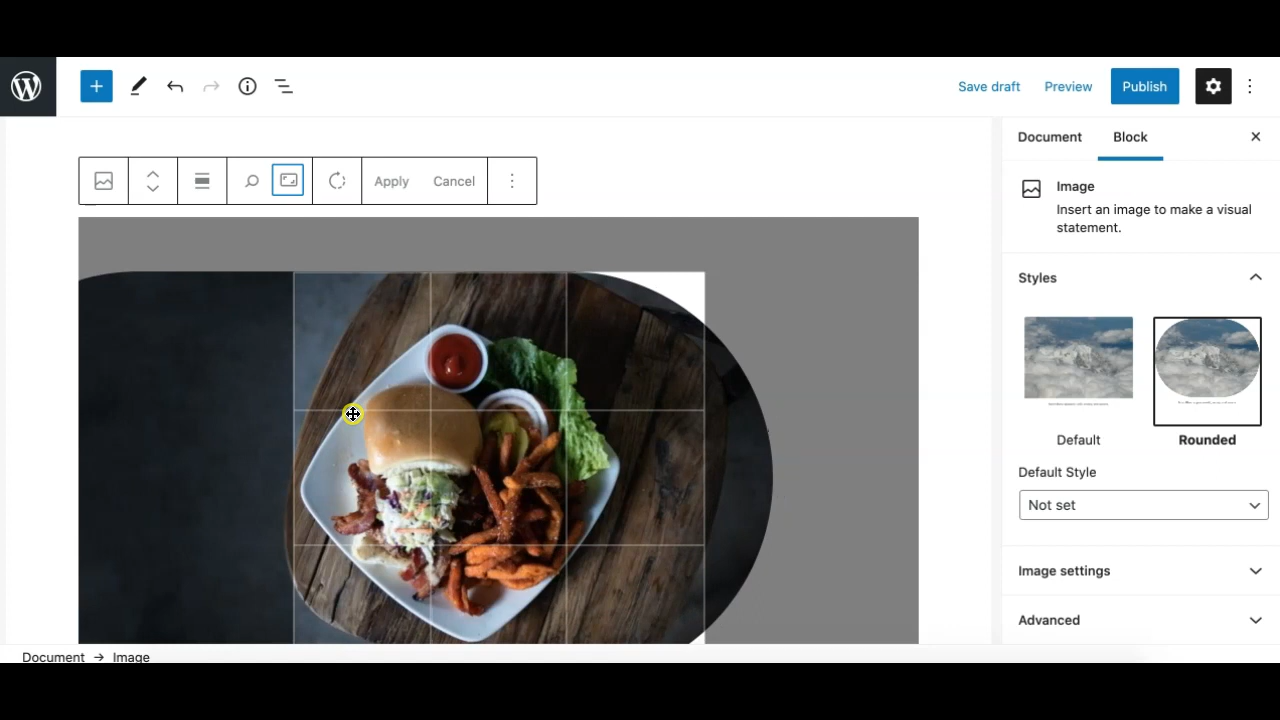 Save draft
Preview
Publish
Apply
Cancel
Document
Block
Image
Insert an image to make a visual
statement.
Styles
Default
Rounded
Default Style
Not set
Image settings
Advanced
Document → Image